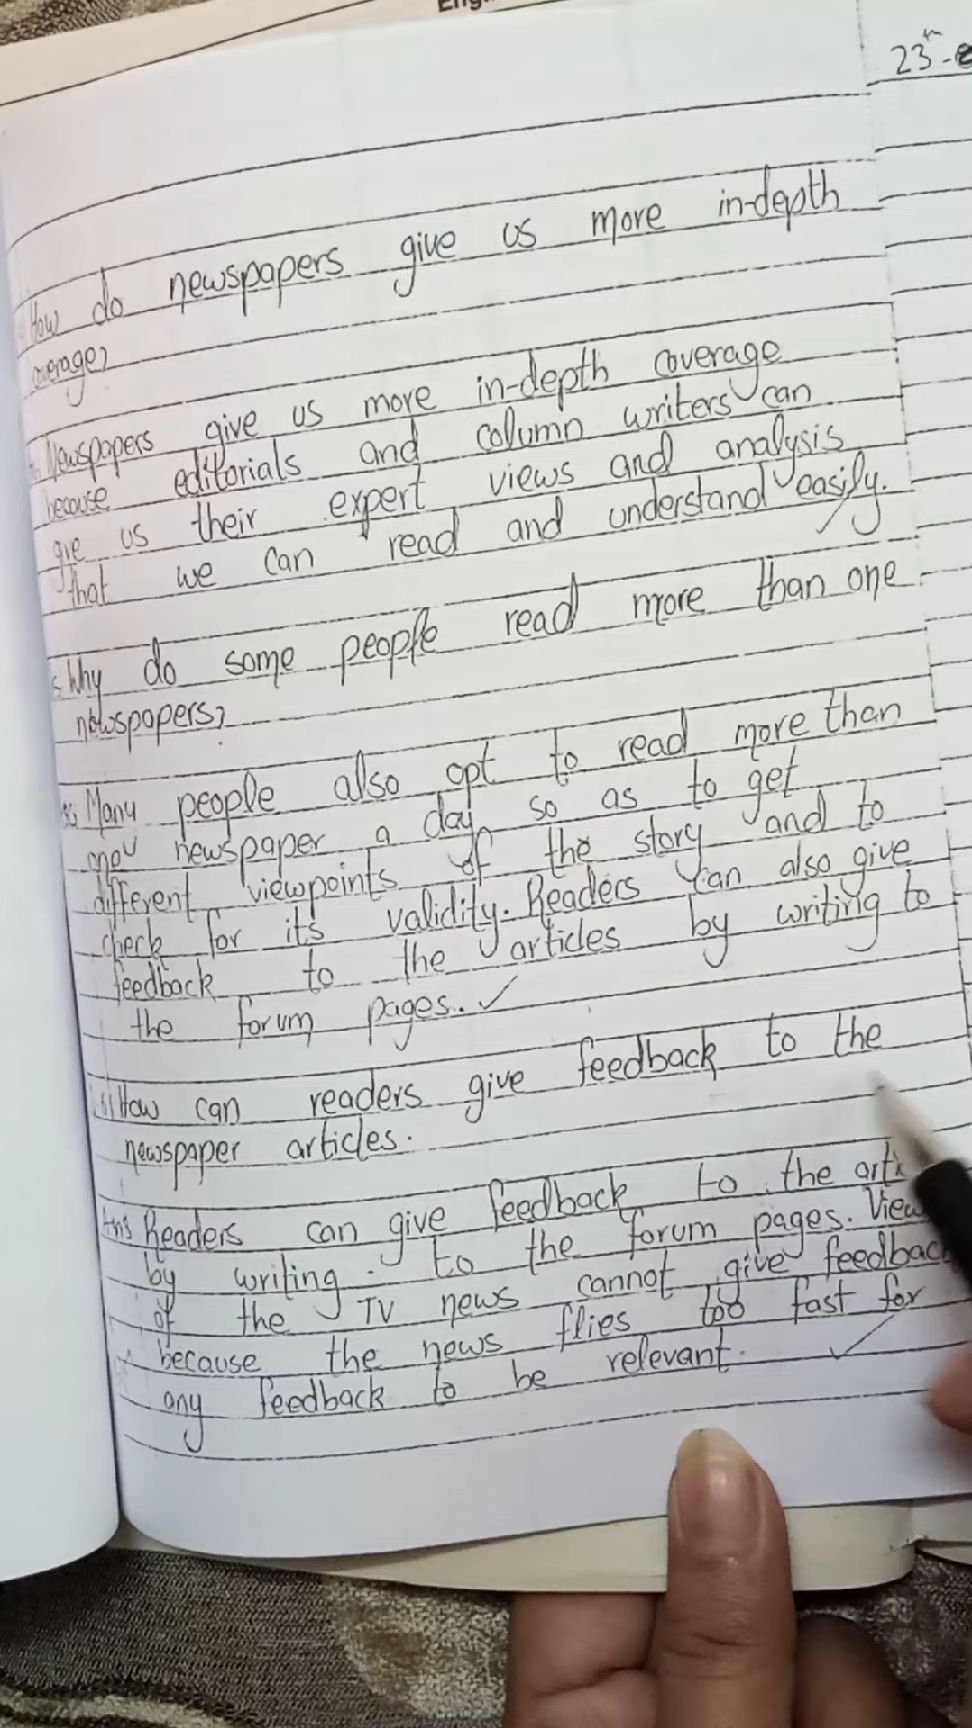 23th
How do newspapers give us more in-depth
coverage?
Newspapers give us more in-depth coverage
because editorials and column writers can
give us their expert views and analysis
that we can read and understand easily.
Why do some people read more than one
newspapers?
Many people also opt to read more than
one newspaper a day so as to get
different viewpoints of the story and to
check for its validity. Readers can also give
feedback to the articles by writing to
the forum pages.
How can readers give feedback to the
newspaper articles.
Ans Readers can give feedback to the arti
by writing to the forum pages. View
of the TV news cannot give feedback
because the news flies too fast for
any feedback to be relevant.